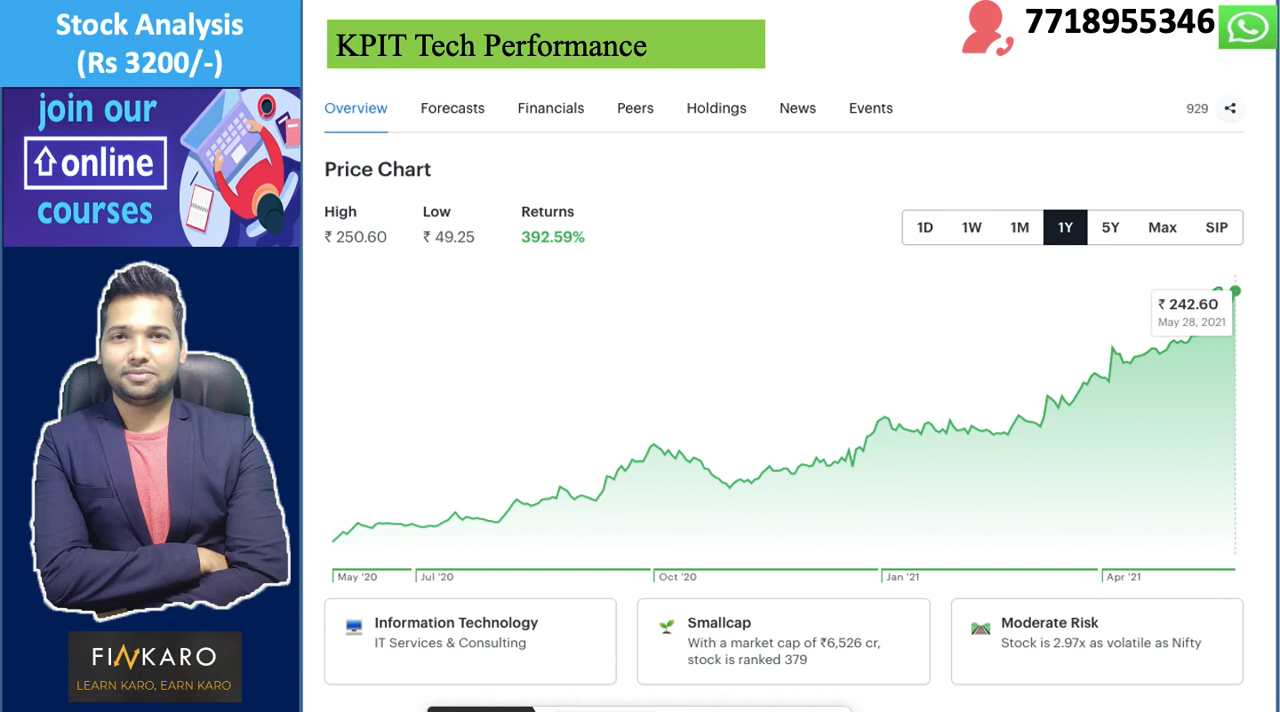 Stock Analysis
(Rs 3200/-)
join our
online
courses
FINKARO
LEARN KARO, EARN KARO
KPIT Tech Performance
7718955346
Overview Forecasts Financials Peers Holdings News Events 929
Price Chart
High Low Returns
₹ 250.60 ₹ 49.25 392.59%
1D 1W 1M 1Y 5Y Max SIP
₹ 242.60
May 28, 2021
May '20 Jul '20 Oct '20 Jan '21 Apr '21
Information Technology
IT Services & Consulting
Smallcap
With a market cap of ₹6,526 cr,
stock is ranked 379
Moderate Risk
Stock is 2.97x as volatile as Nifty